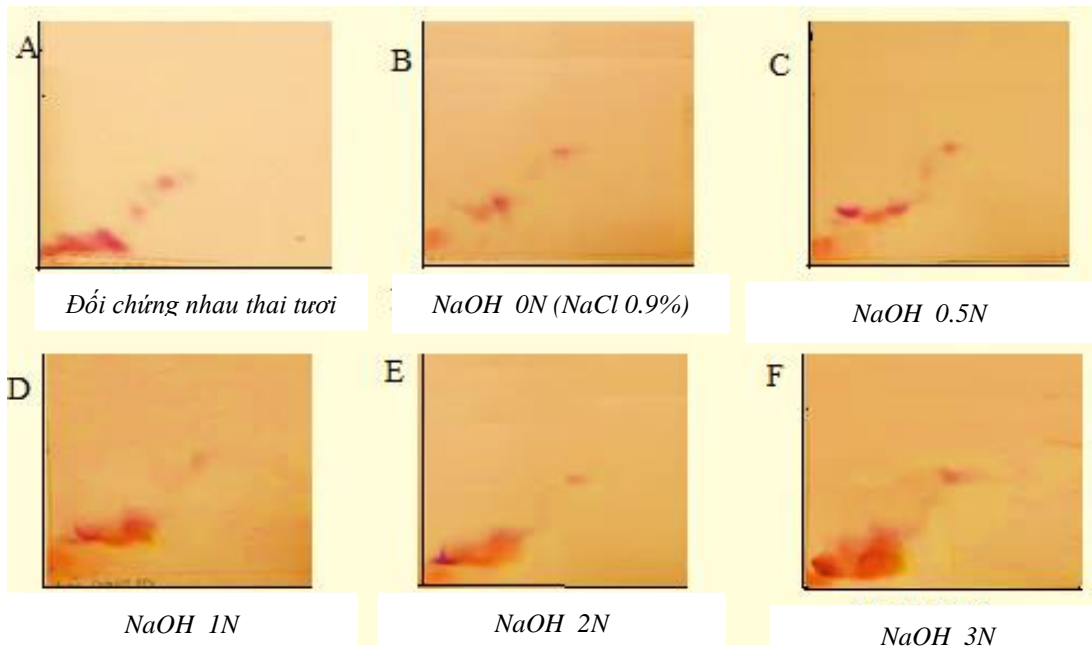 A
B
C
Đối chứng nhau thai tươi
NaOH 0N (NaCl 0.9%)
NaOH 0.5N
D
E
F
NaOH 1N
NaOH 2N
NaOH 3N